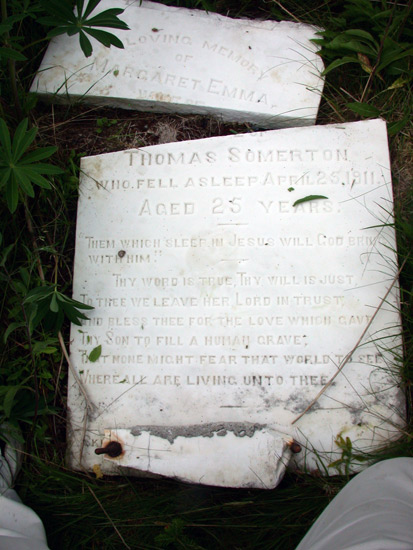 LOVING MEMORY
OF
MARGARET EMMA,
THOMAS SOMERTON
WHO FELL ASLEEP APRIL 25, 1911.
AGED 25 YEARS.
"THEM WHICH SLEEP IN JESUS WILL GOD BRING
WITH HIM."
THY WORD IS TRUE, THY WILL IS JUST,
TO THEE WE LEAVE HER LORD IN TRUST,
AND BLESS THEE FOR THE LOVE WHICH GAVE
THY SON TO FILL A HUMAN GRAVE;
THAT NONE MIGHT FEAR THAT WORLD TO SEE
WHERE ALL ARE LIVING UNTO THEE.